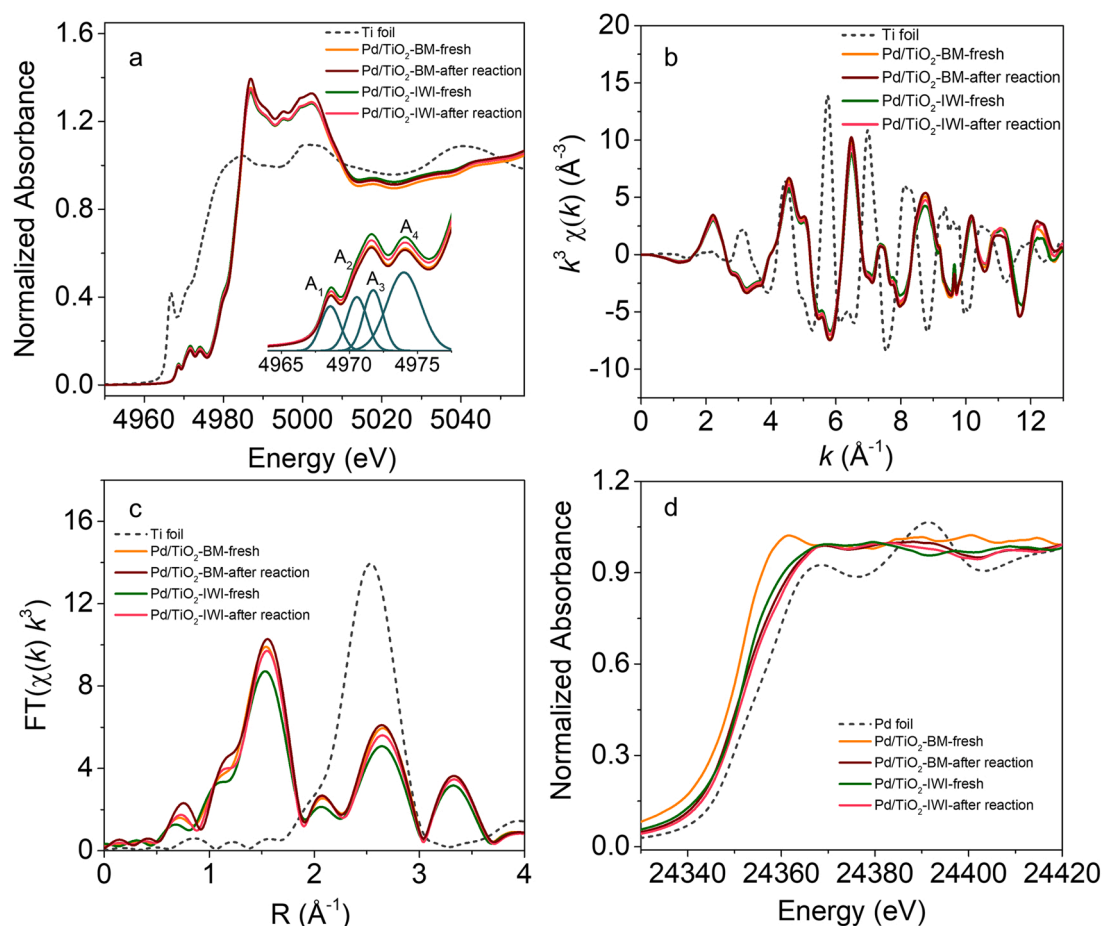 a
Ti foil
Pd/TiO₂-BM-fresh
Pd/TiO₂-BM-after reaction
Pd/TiO₂-IWI-fresh
Pd/TiO₂-IWI-after reaction
1.6
1.2
0.8
0.4
0.0
Normalized Absorbance
A₁
A₂
A₃
A₄
4965 4970 4975
4960 4980 5000 5020 5040
Energy (eV)
b
Ti foil
Pd/TiO₂-BM-fresh
Pd/TiO₂-BM-after reaction
Pd/TiO₂-IWI-fresh
Pd/TiO₂-IWI-after reaction
20
15
10
5
0
-5
-10
k³ χ(k) (Å⁻³)
0 2 4 6 8 10 12
k (Å⁻¹)
c
Ti foil
Pd/TiO₂-BM-fresh
Pd/TiO₂-BM-after reaction
Pd/TiO₂-IWI-fresh
Pd/TiO₂-IWI-after reaction
16
12
8
4
0
FT(χ(k) k³)
0 1 2 3 4
R (Å⁻¹)
d
1.2
0.9
0.6
0.3
0.0
Normalized Absorbance
Pd foil
Pd/TiO₂-BM-fresh
Pd/TiO₂-BM-after reaction
Pd/TiO₂-IWI-fresh
Pd/TiO₂-IWI-after reaction
24340 24360 24380 24400 24420
Energy (eV)